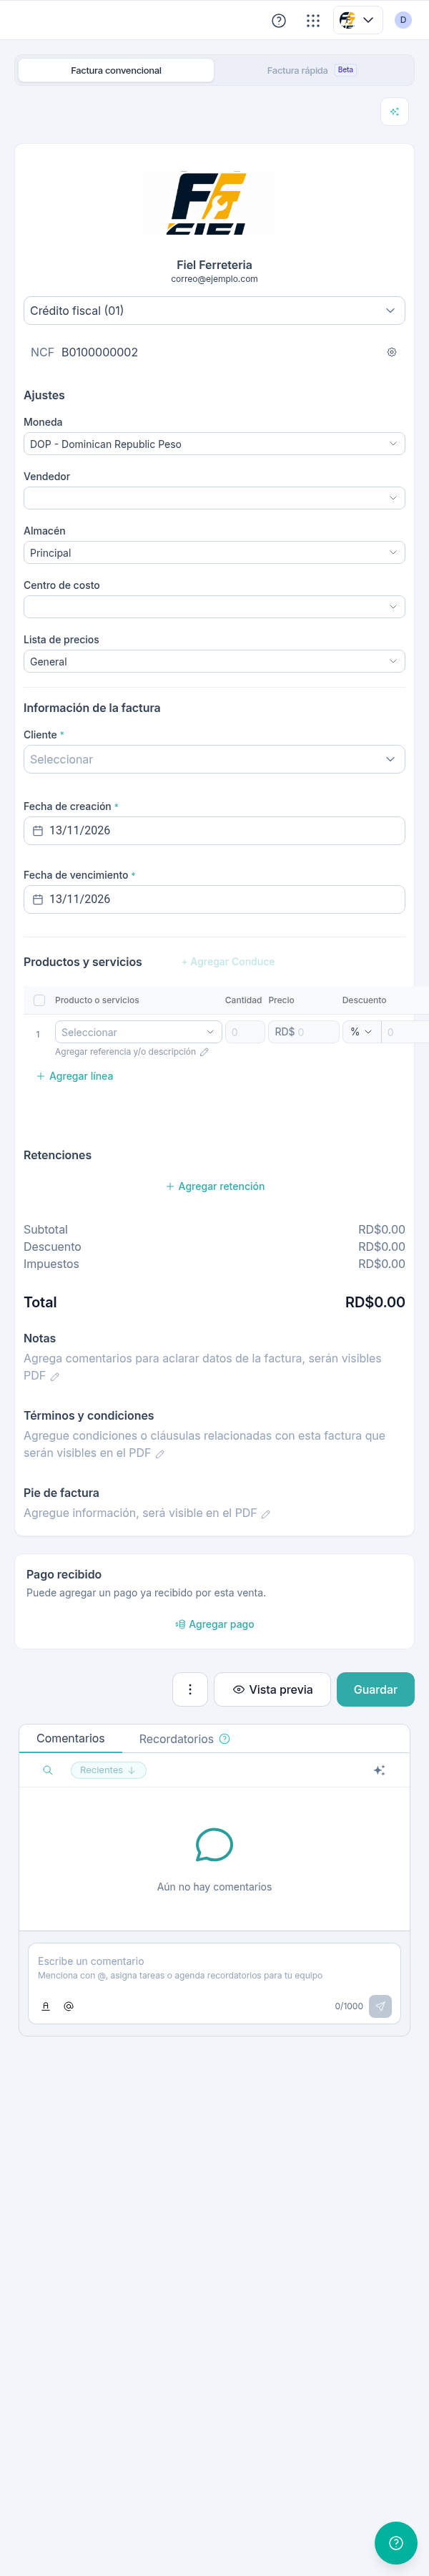 D
Factura convencional
Factura rápida Beta
FF
Fiel Ferreteria
correo@ejemplo.com
Crédito fiscal (01)
NCF B0100000002
Ajustes
Moneda
DOP - Dominican Republic Peso
Vendedor
Almacén
Principal
Centro de costo
Lista de precios
General
Información de la factura
Cliente *
Seleccionar
Fecha de creación *
13/11/2026
Fecha de vencimiento *
13/11/2026
Productos y servicios + Agregar Conduce
Producto o servicios Cantidad Precio Descuento
1 Seleccionar 0 RD$ 0 % 0
Agregar referencia y/o descripción
+ Agregar línea
Retenciones
+ Agregar retención
Subtotal RD$0.00
Descuento RD$0.00
Impuestos RD$0.00
Total RD$0.00
Notas
Agrega comentarios para aclarar datos de la factura, serán visibles
PDF
Términos y condiciones
Agregue condiciones o cláusulas relacionadas con esta factura que
serán visibles en el PDF
Pie de factura
Agregue información, será visible en el PDF
Pago recibido
Puede agregar un pago ya recibido por esta venta.
Agregar pago
Vista previa
Guardar
Comentarios
Recordatorios
Recientes
Aún no hay comentarios
Escribe un comentario
Menciona con @, asigna tareas o agenda recordatorios para tu equipo
0/1000